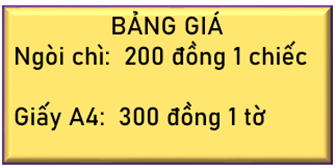 BẢNG GIÁ
Ngòi chì: 200 đồng 1 chiếc
Giấy A4: 300 đồng 1 tờ